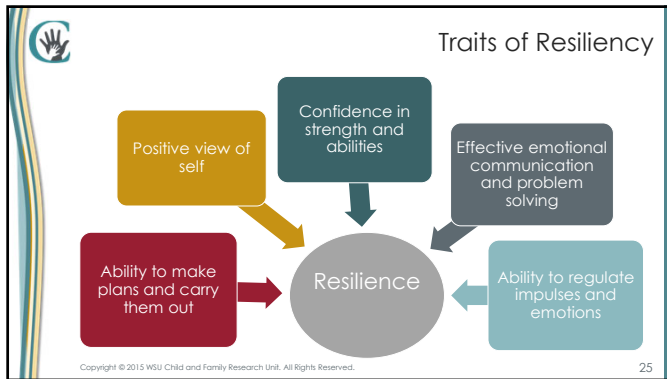 Traits of Resiliency
Confidence in
strength and
abilities
Positive view of
self
Effective emotional
communication
and problem
solving
Ability to make
plans and carry
them out
Resilience
Ability to regulate
impulses and
emotions
Copyright © 2015 WSU Child and Family Research Unit. All Rights Reserved.
25